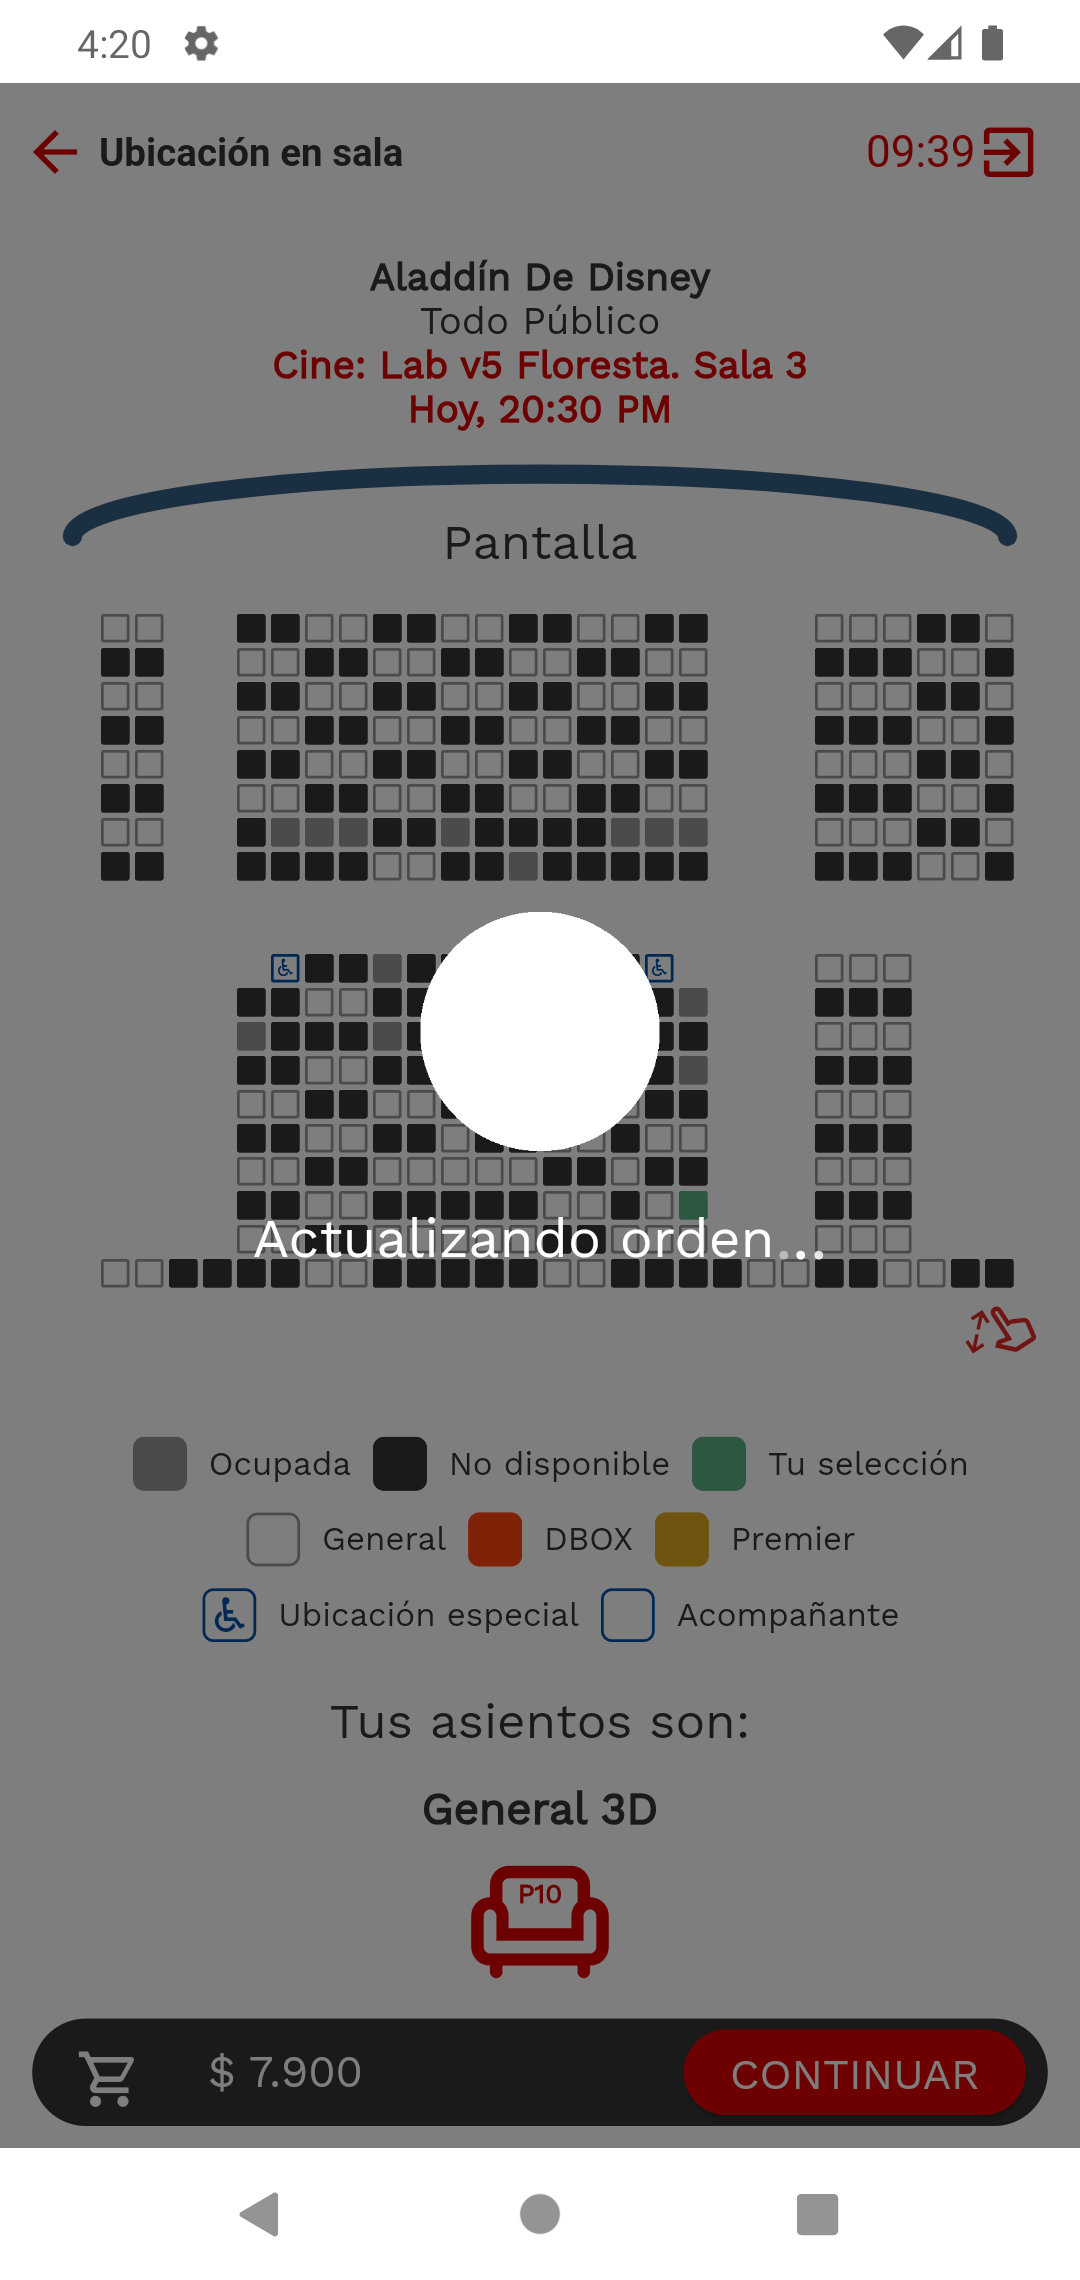 4:20
Ubicación en sala
09:39
Aladdín De Disney
Todo Público
Cine: Lab v5 Floresta. Sala 3
Hoy, 20:30 PM
Pantalla
Actualizando orden...
Ocupada
No disponible
Tu selección
General
DBOX
Premier
Ubicación especial
Acompañante
Tus asientos son:
General 3D
P10
$ 7.900
CONTINUAR